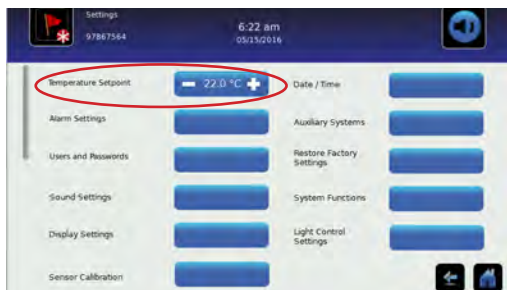 Settings
97867564
6:22 am
05/15/2016
Temperature Setpoint
22.0 °C
Date / Time
Alarm Settings
Auxiliary Systems
Users and Passwords
Restore Factory
Settings
Sound Settings
System Functions
Display Settings
Light Control
Settings
Sensor Calibration